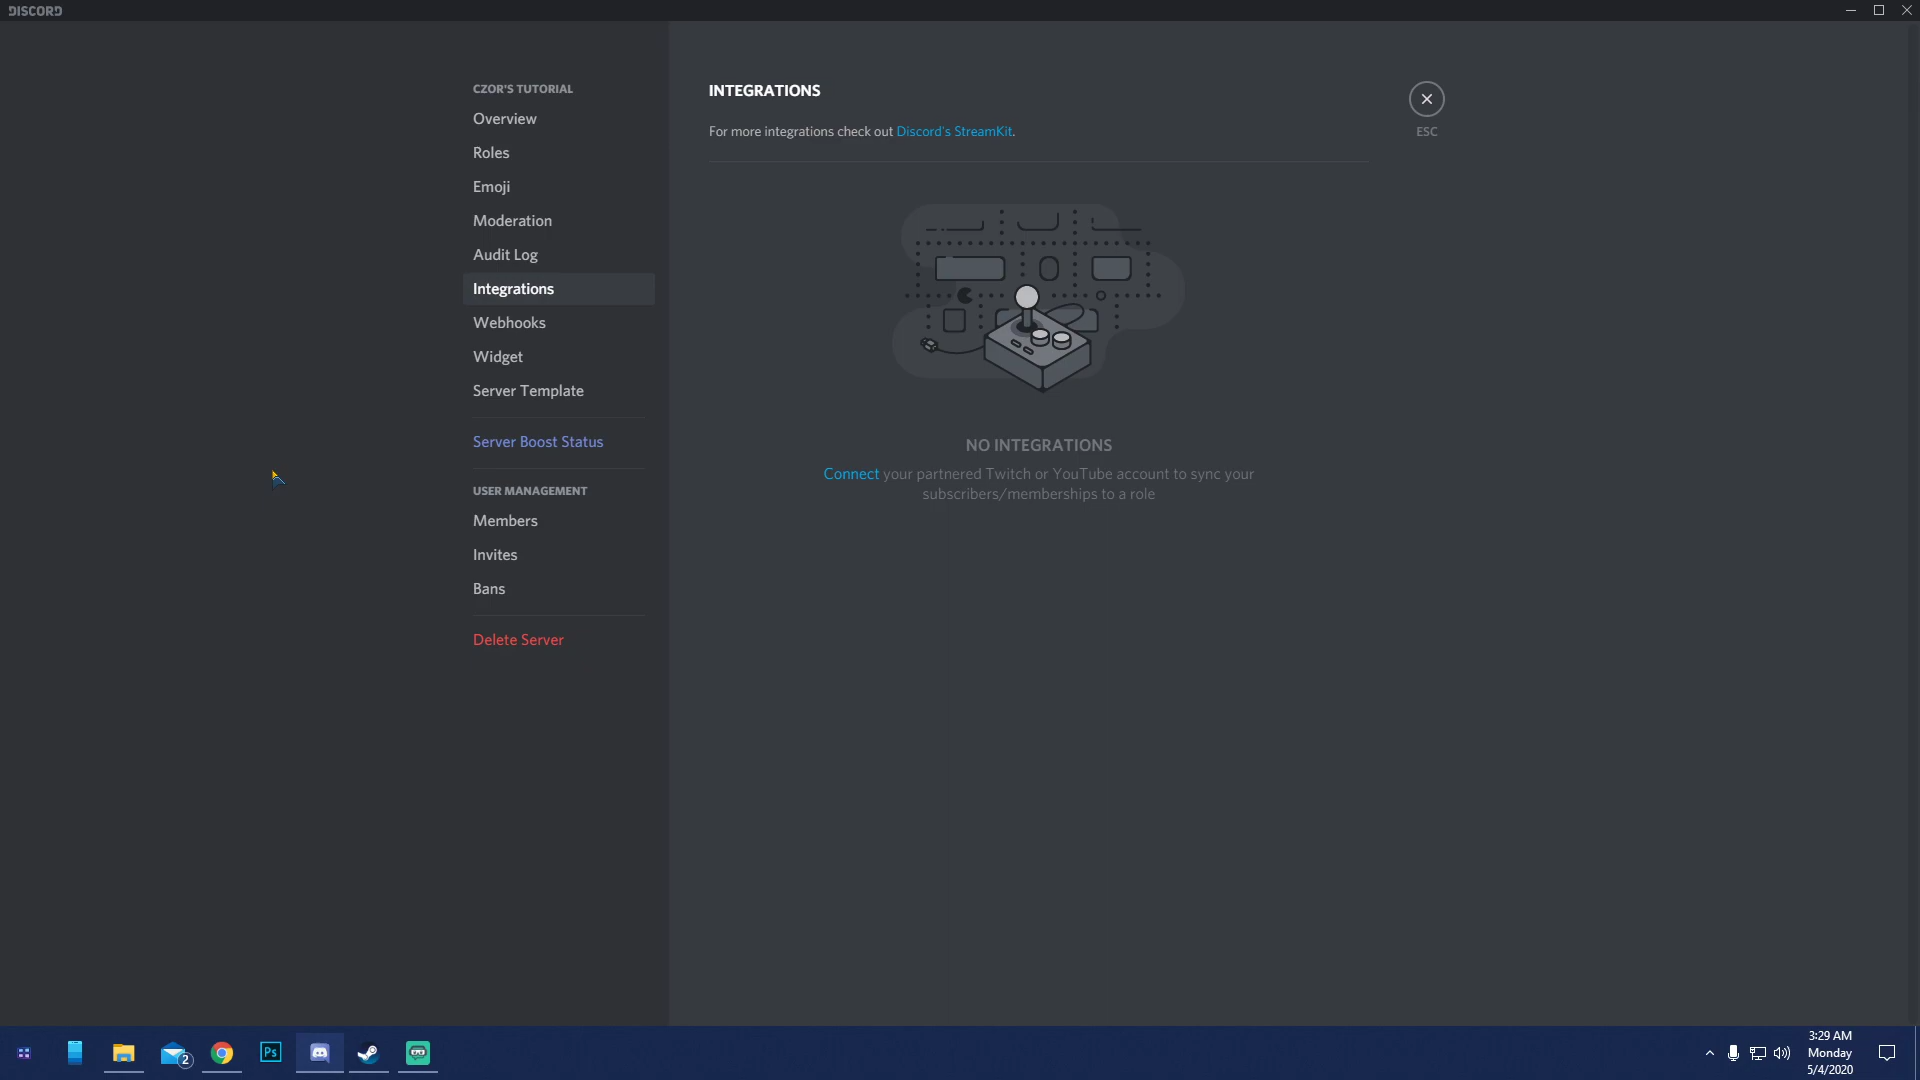 DISCORD
CZOR'S TUTORIAL
Overview
Roles
Emoji
Moderation
Audit Log
Integrations
Webhooks
Widget
Server Template
Server Boost Status
USER MANAGEMENT
Members
Invites
Bans
Delete Server
INTEGRATIONS
For more integrations check out Discord's StreamKit.
ESC
NO INTEGRATIONS
Connect your partnered Twitch or YouTube account to sync your
subscribers/memberships to a role
2
Ps
3:29 AM
Monday
5/4/2020